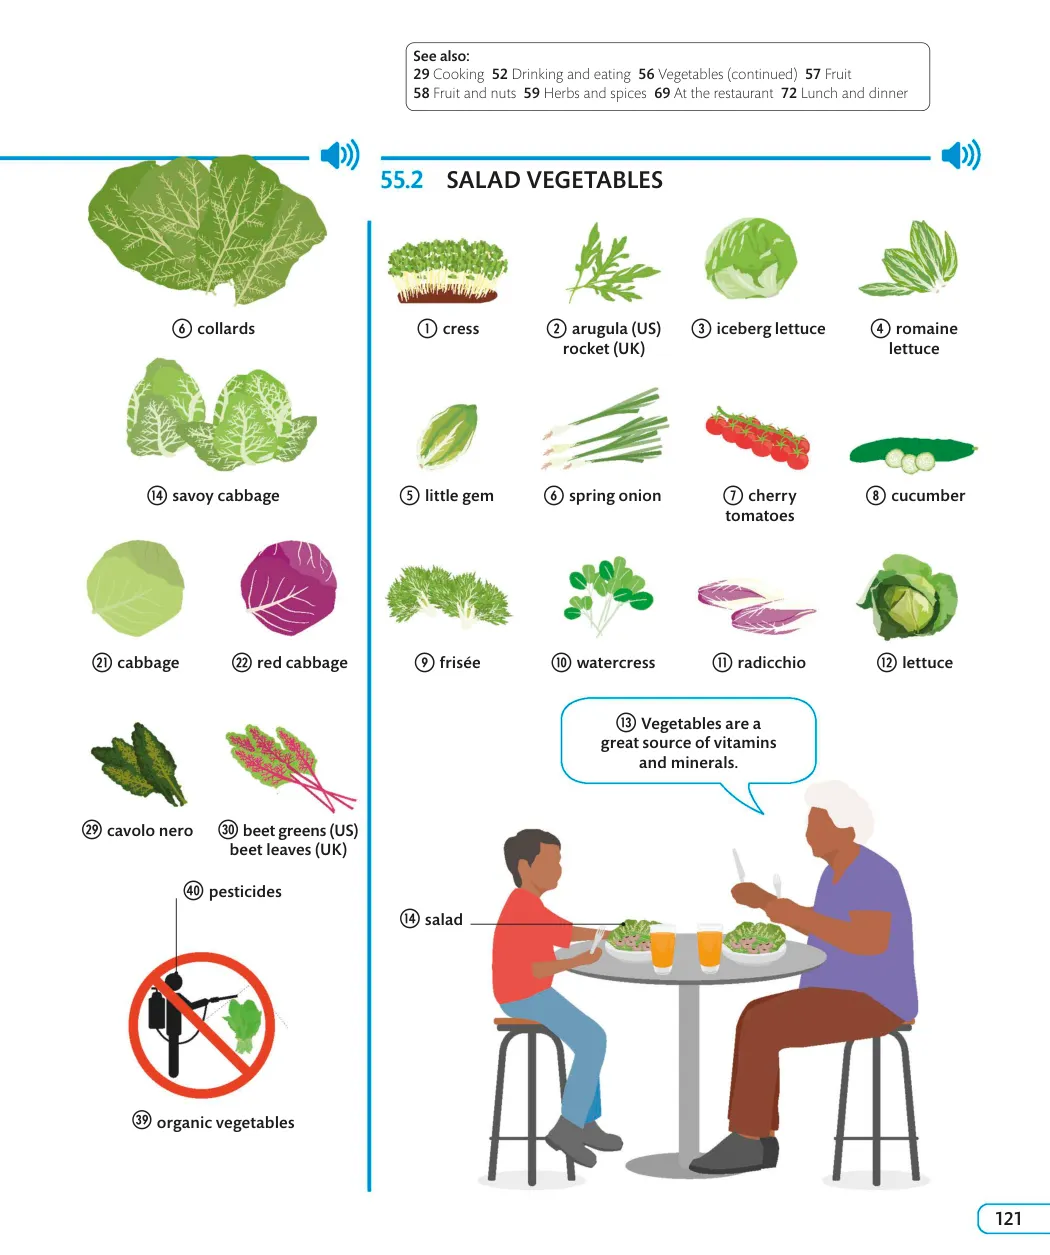 See also:
29 Cooking 52 Drinking and eating 56 Vegetables (continued) 57 Fruit
58 Fruit and nuts 59 Herbs and spices 69 At the restaurant 72 Lunch and dinner
⑥ collards
⑭ savoy cabbage
㉑ cabbage
㉒ red cabbage
㉙ cavolo nero
㉚ beet greens (US)
beet leaves (UK)
㊵ pesticides
㊴ organic vegetables
55.2 SALAD VEGETABLES
① cress
② arugula (US)
rocket (UK)
③ iceberg lettuce
④ romaine
lettuce
⑤ little gem
⑥ spring onion
⑦ cherry
tomatoes
⑧ cucumber
⑨ frisée
⑩ watercress
⑪ radicchio
⑫ lettuce
⑬ Vegetables are a
great source of vitamins
and minerals.
⑭ salad
121